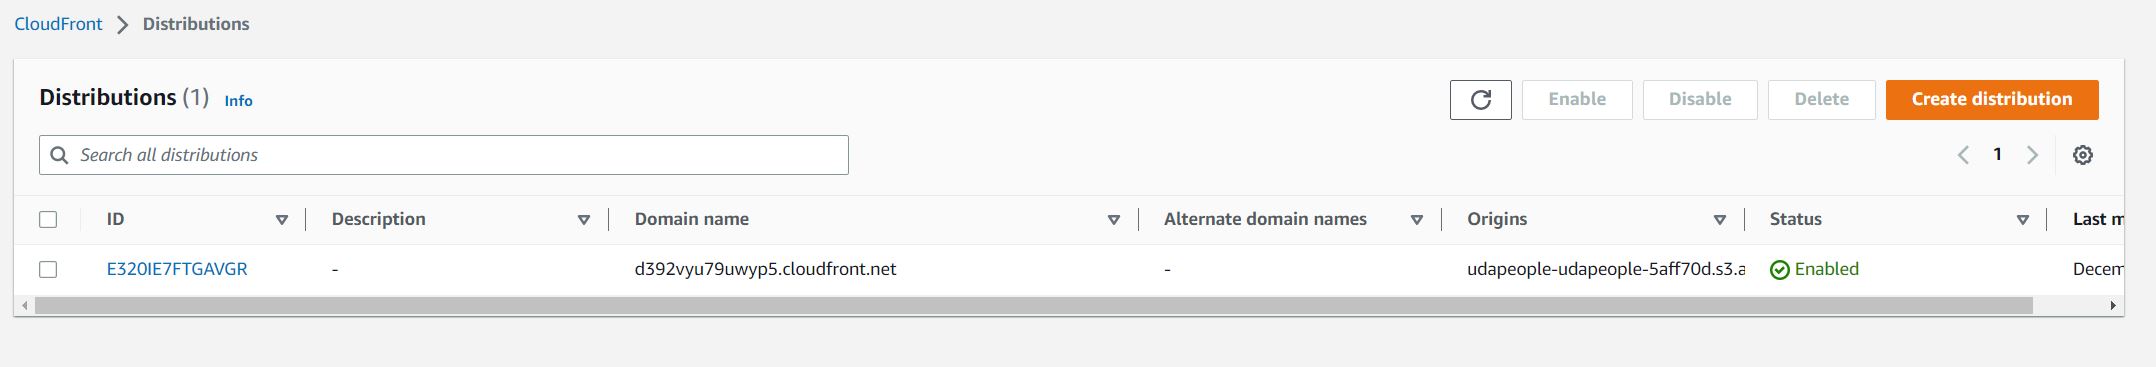 CloudFront > Distributions
Distributions (1) Info
Enable Disable Delete Create distribution
Search all distributions
1
ID Description Domain name Alternate domain names Origins Status Last m
E320IE7FTGAVGR - d392vyu79uwyp5.cloudfront.net - udapeople-udapeople-5aff70d.s3.a Enabled Decem